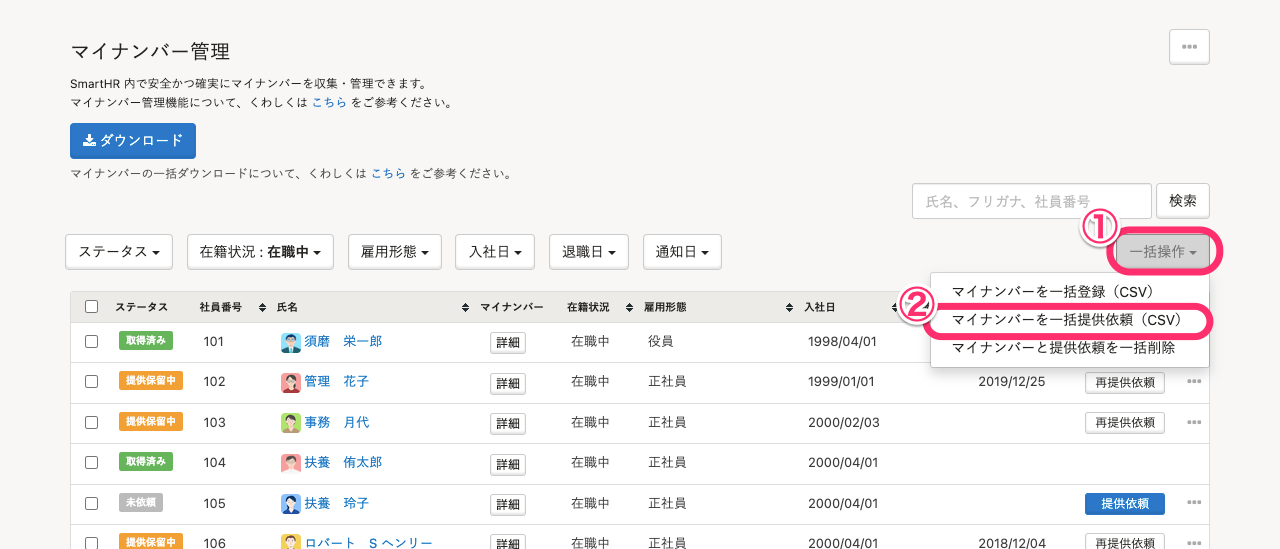 マイナンバー管理
•••
SmartHR 内で安全かつ確実にマイナンバーを収集・管理できます。
マイナンバー管理機能について、くわしくは こちら をご参考ください。
ダウンロード
マイナンバーの一括ダウンロードについて、くわしくは こちら をご参考ください。
氏名、フリガナ、社員番号 検索
①
ステータス 在籍状況 : 在職中 雇用形態 入社日 退職日 通知日 一括操作
マイナンバーを一括登録（CSV）
②
マイナンバーを一括提供依頼（CSV）
マイナンバーと提供依頼を一括削除
ステータス 社員番号 氏名 マイナンバー 在籍状況 雇用形態 入社日
取得済み 101 須磨　栄一郎 詳細 在職中 役員 1998/04/01
提供保留中 102 管理　花子 詳細 在職中 正社員 1999/01/01 2019/12/25 再提供依頼 •••
提供保留中 103 事務　月代 詳細 在職中 正社員 2000/02/03 再提供依頼 •••
取得済み 104 扶養　侑太郎 詳細 在職中 正社員 2000/04/01
未依頼 105 扶養　玲子 詳細 在職中 正社員 2000/04/01 提供依頼 •••
提供保留中 106 ロバート　S ヘンリー 詳細 在職中 正社員 2000/04/01 2018/12/04 再提供依頼 •••